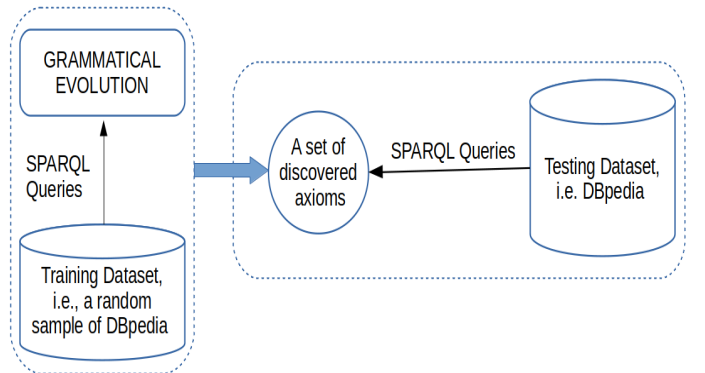 GRAMMATICAL
EVOLUTION
SPARQL
Queries
Training Dataset,
i.e., a random
sample of DBpedia
A set of
discovered
axioms
SPARQL Queries
Testing Dataset,
i.e. DBpedia